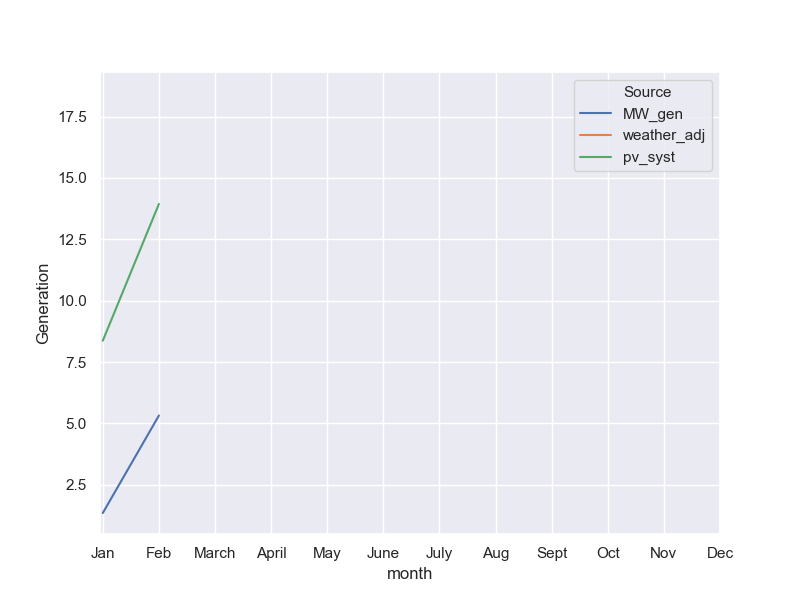 Source
MW_gen
weather_adj
pv_syst
17.5
15.0
12.5
10.0
7.5
5.0
2.5
Generation
Jan Feb March April May June July Aug Sept Oct Nov Dec
month